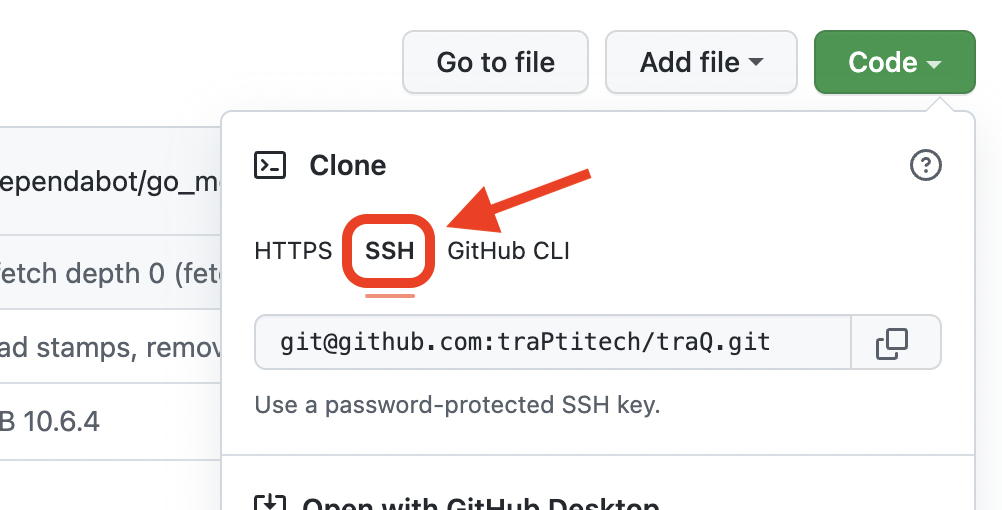 Go to file Add file Code
Clone
ependabot/go_m
HTTPS SSH GitHub CLI
etch depth 0 (fet
git@github.com:traPtitech/traQ.git
ad stamps, remov
Use a password-protected SSH key.
B 10.6.4
Open with GitHub Desktop